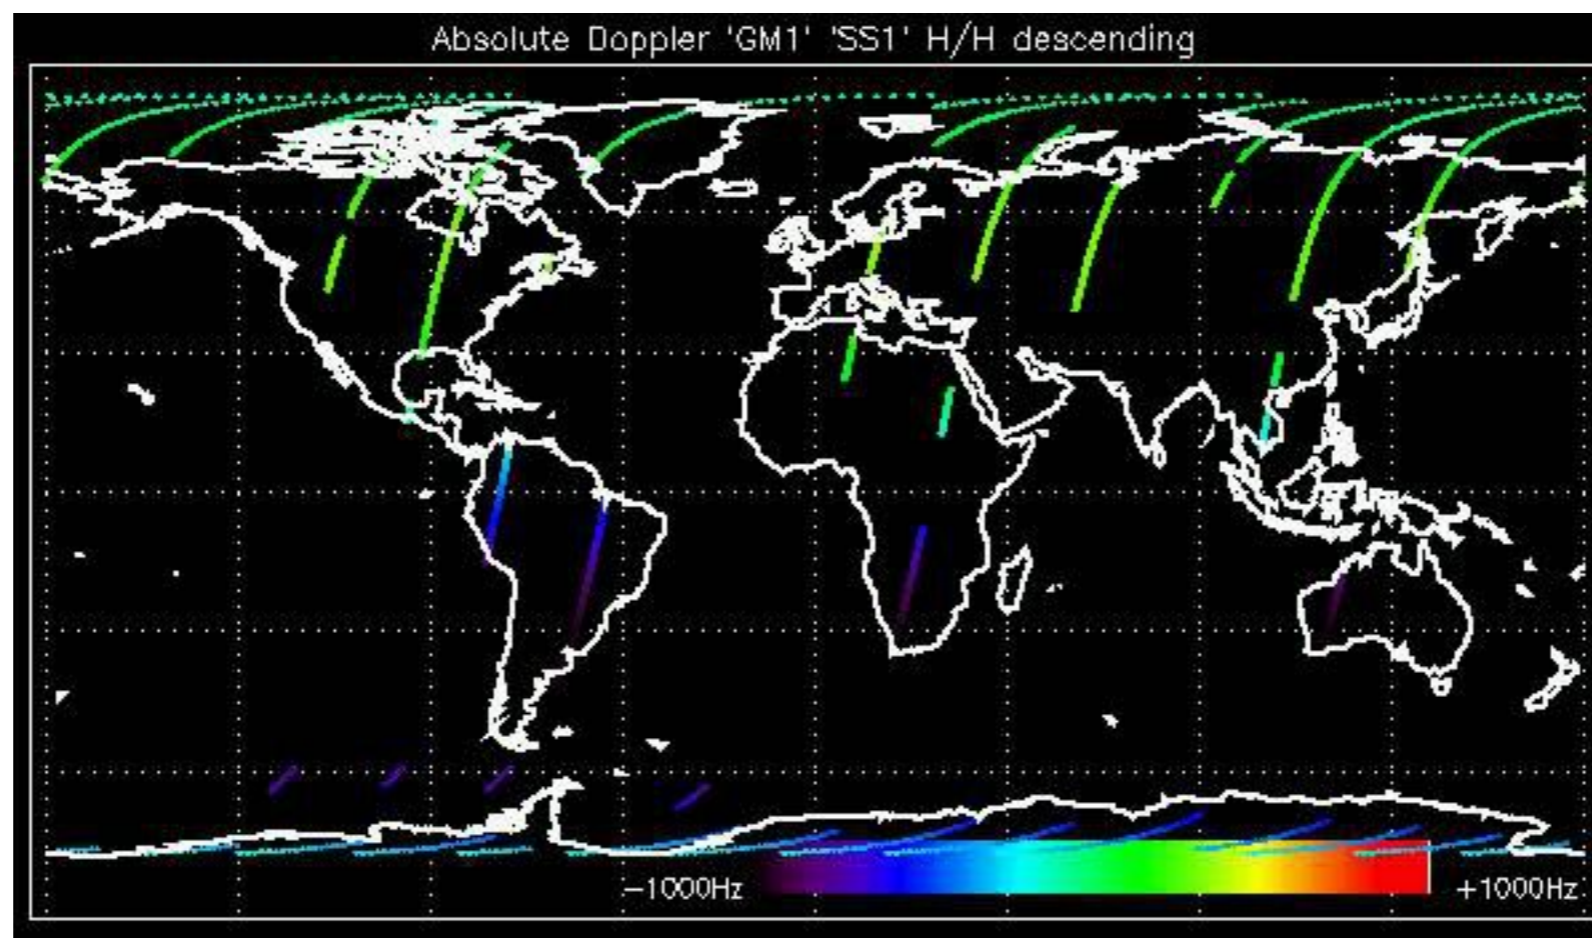 Absolute Doppler 'GM1' 'SS1' H/H descending
-1000Hz
+1000Hz